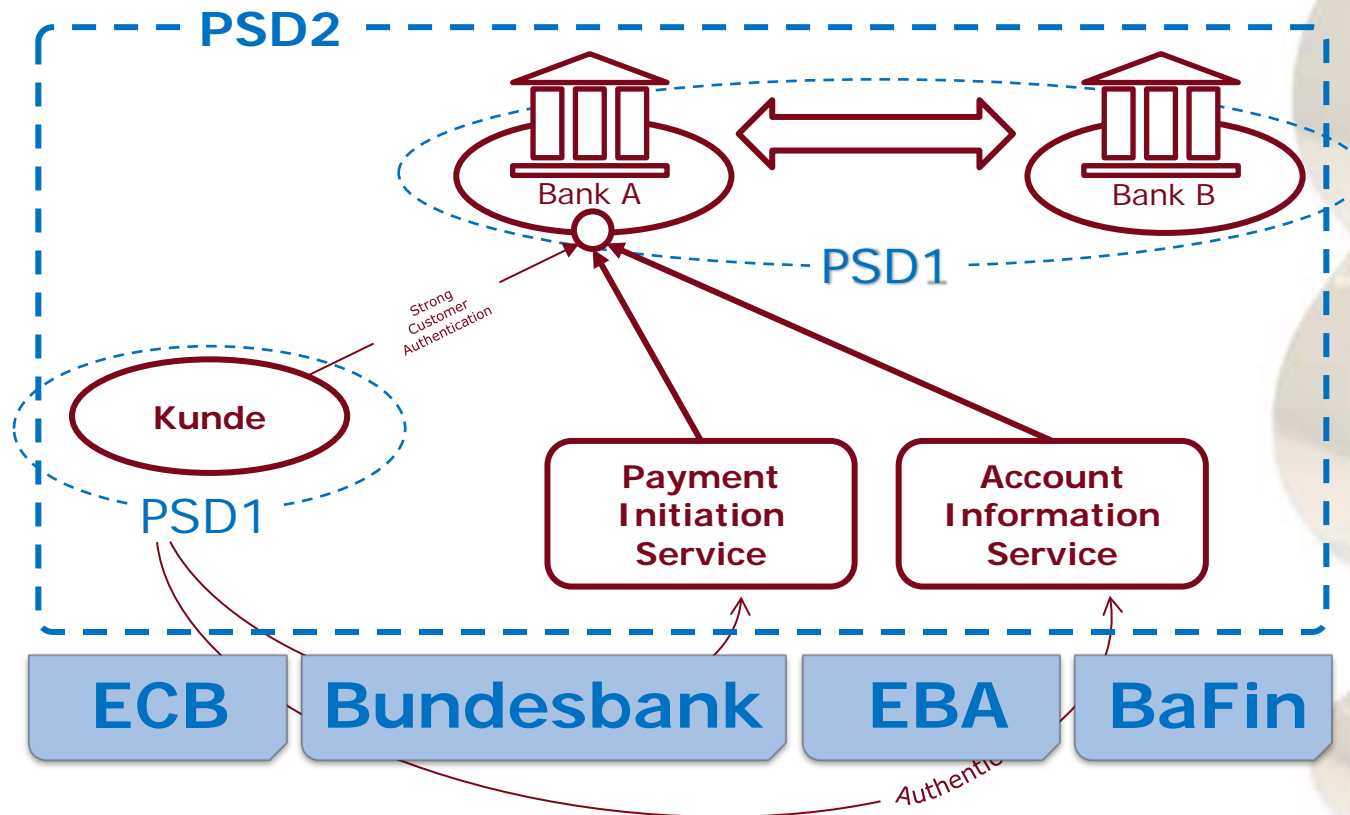 PSD2
Bank A
Bank B
PSD1
Strong
Customer
Authentication
Kunde
PSD1
Payment
Initiation
Service
Account
Information
Service
ECB
Bundesbank
EBA
BaFin
Authentic